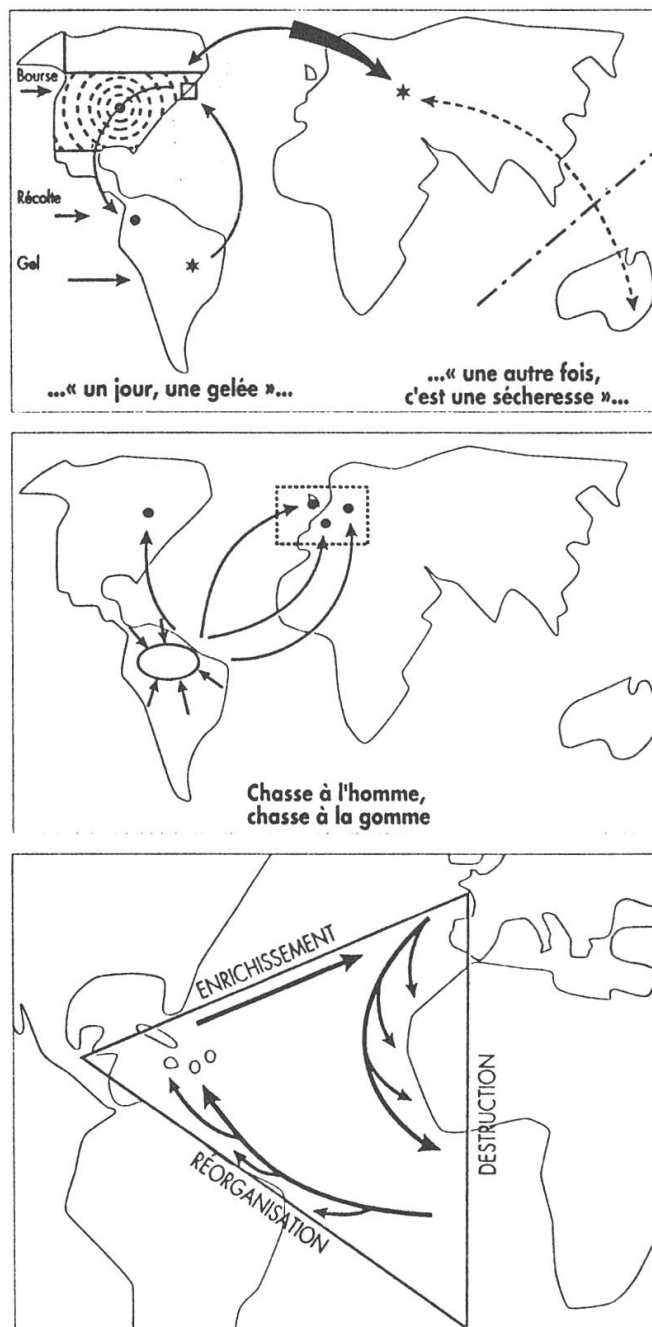 Bourse
Récolte
Gel
...« un jour, une gelée »...
...« une autre fois,
c'est une sécheresse »...
Chasse à l'homme,
chasse à la gomme
ENRICHISSEMENT
DESTRUCTION
RÉORGANISATION